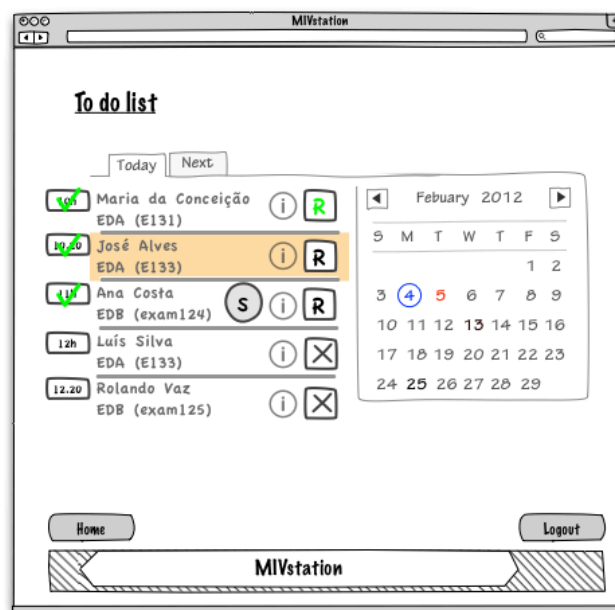 MIVstation
To do list
Today Next
10h Maria da Conceição
EDA (E131) i R
10.20 José Alves
EDA (E133) i R
11h Ana Costa
EDB (exam124) S i R
12h Luís Silva
EDA (E133) i
12.20 Rolando Vaz
EDB (exam125) i
Febuary 2012
S M T W T F S
1 2
3 4 5 6 7 8 9
10 11 12 13 14 15 16
17 18 19 20 21 22 23
24 25 26 27 28 29
Home Logout
MIVstation